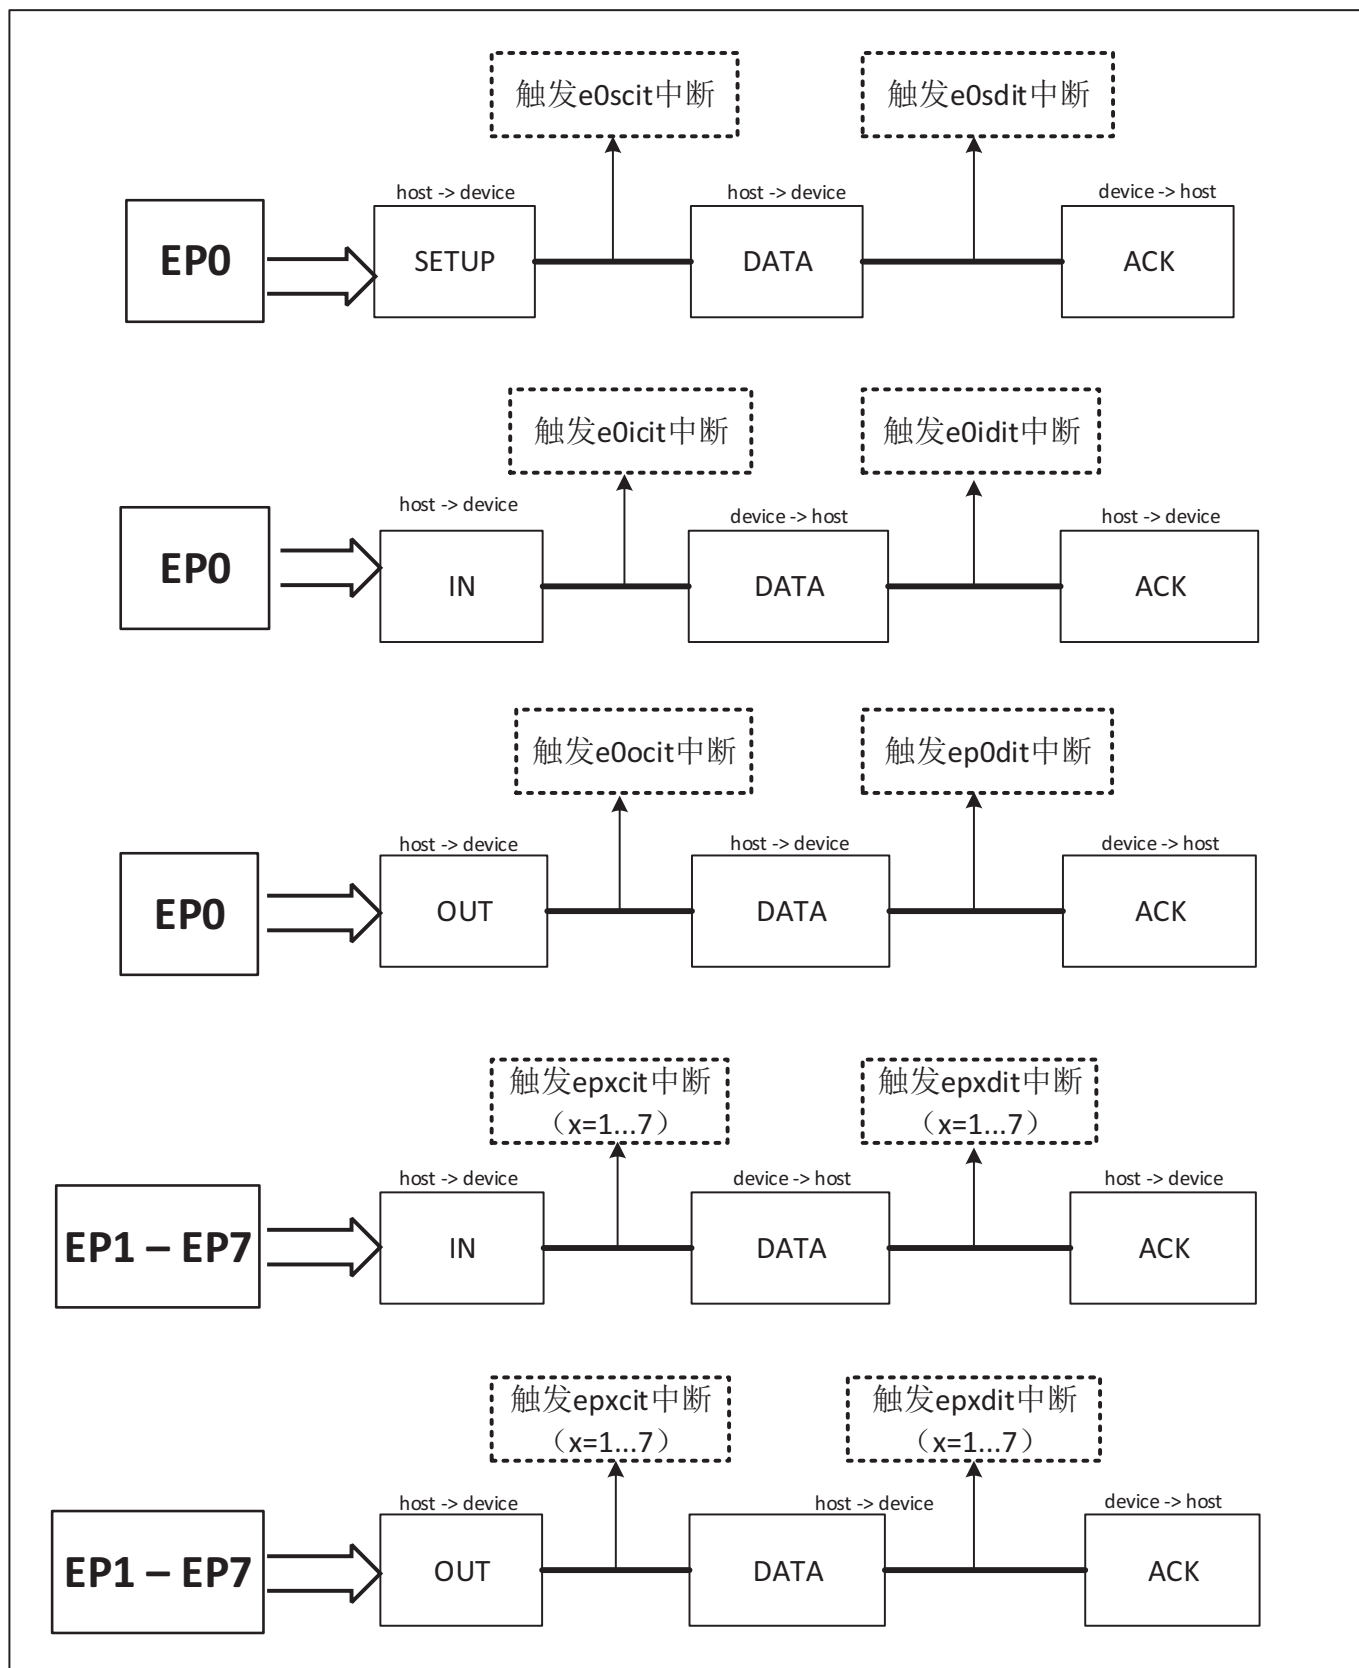 触发e0scit中断
触发e0sdit中断
host -> device
host -> device
device -> host
EP0
SETUP
DATA
ACK
触发e0icit中断
触发e0idit中断
host -> device
device -> host
host -> device
EP0
IN
DATA
ACK
触发e0ocit中断
触发ep0dit中断
host -> device
host -> device
device -> host
EP0
OUT
DATA
ACK
触发epxcit中断
（x=1...7）
触发epxdit中断
（x=1...7）
host -> device
device -> host
host -> device
EP1 – EP7
IN
DATA
ACK
触发epxcit中断
（x=1...7）
触发epxdit中断
（x=1...7）
host -> device
host -> device
device -> host
EP1 – EP7
OUT
DATA
ACK